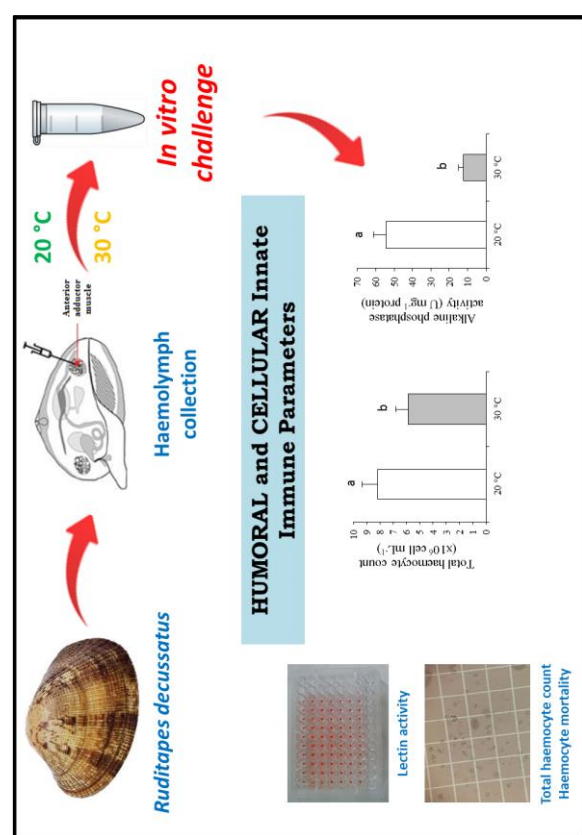 Ruditapes decussatus
Haemolymph
collection
Anterior
adductor
muscle
20 °C
30 °C
In vitro
challenge
HUMORAL and CELLULAR Innate
Immune Parameters
Lectin activity
Total haemocyte count
Haemocyte mortality
Total haemocyte count
(x10⁶ cell mL⁻¹)
10
9
8
7
6
5
4
3
2
1
0
a
b
20 °C
30 °C
Alkaline phosphatase
activity (U mg⁻¹ protein)
70
60
50
40
30
20
10
0
a
b
20 °C
30 °C